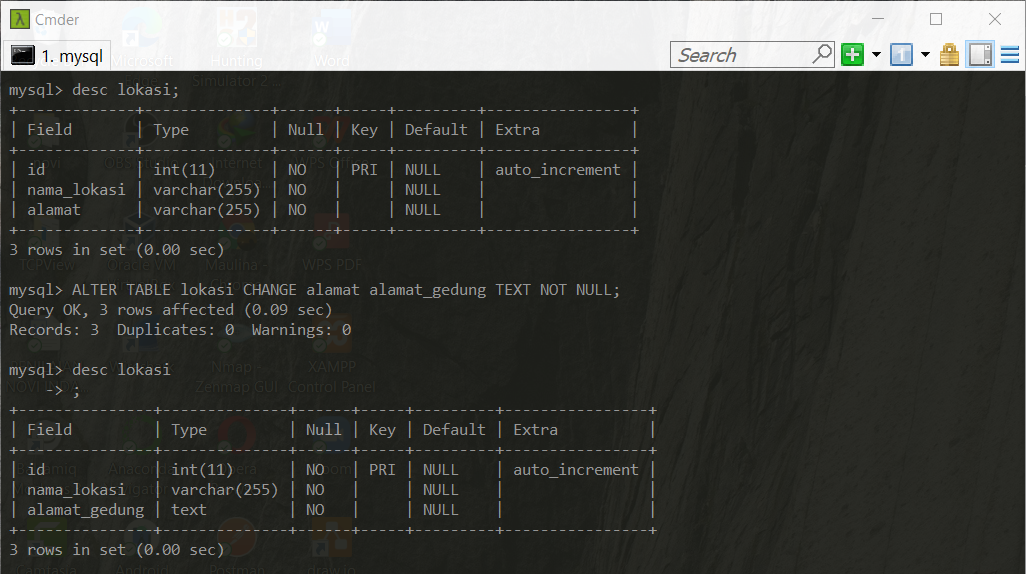 Cmder
1. mysql
Search
mysql> desc lokasi;
+-------------+--------------+------+-----+---------+----------------+
| Field       | Type         | Null | Key | Default | Extra          |
+-------------+--------------+------+-----+---------+----------------+
| id          | int(11)      | NO   | PRI | NULL    | auto_increment |
| nama_lokasi | varchar(255) | NO   |     | NULL    |                |
| alamat      | varchar(255) | NO   |     | NULL    |                |
+-------------+--------------+------+-----+---------+----------------+
3 rows in set (0.00 sec)
mysql> ALTER TABLE lokasi CHANGE alamat alamat_gedung TEXT NOT NULL;
Query OK, 3 rows affected (0.09 sec)
Records: 3  Duplicates: 0  Warnings: 0
mysql> desc lokasi
    -> ;
+---------------+--------------+------+-----+---------+----------------+
| Field         | Type         | Null | Key | Default | Extra          |
+---------------+--------------+------+-----+---------+----------------+
| id            | int(11)      | NO   | PRI | NULL    | auto_increment |
| nama_lokasi   | varchar(255) | NO   |     | NULL    |                |
| alamat_gedung | text         | NO   |     | NULL    |                |
+---------------+--------------+------+-----+---------+----------------+
3 rows in set (0.00 sec)